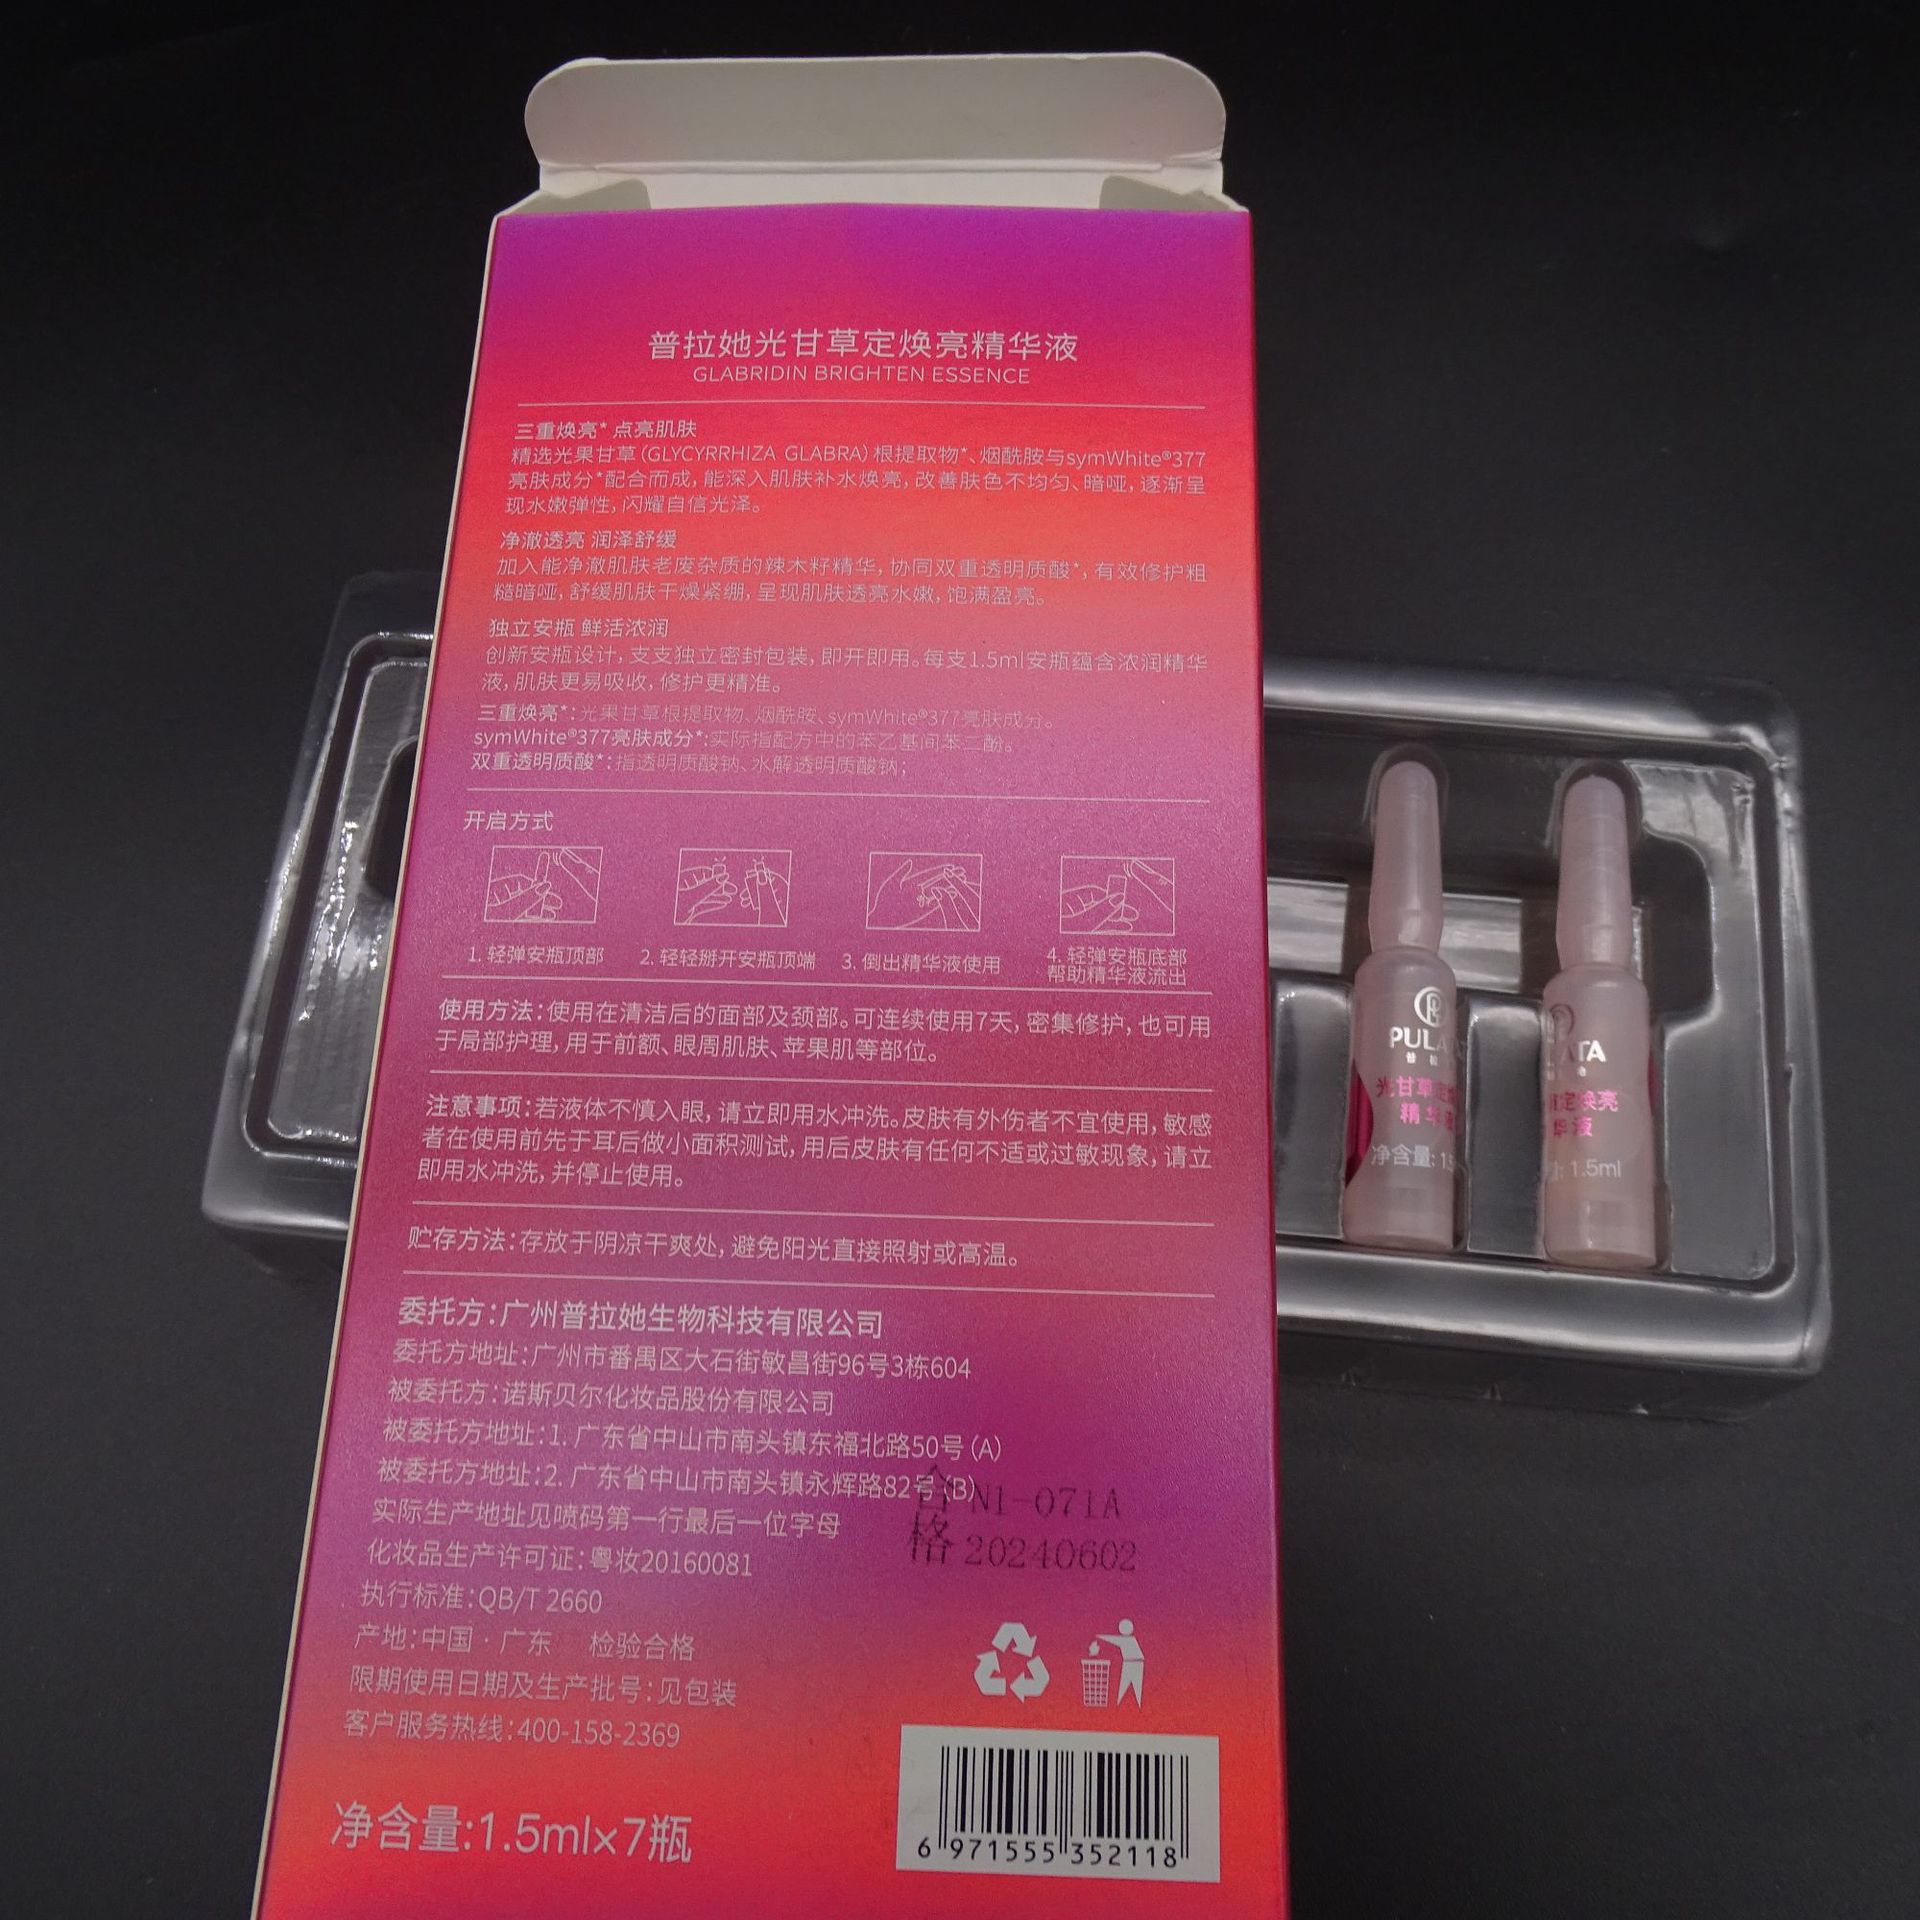 普拉她光甘草定焕亮精华液
GLABRIDIN BRIGHTEN ESSENCE
三重焕亮* 点亮肌肤
精选光果甘草(GLYCYRRHIZA GLABRA)根提取物*、烟酰胺与symWhite®377
亮肤成分*配合而成,能深入肌肤补水焕亮,改善肤色不均匀、暗哑,逐渐呈
现水嫩弹性,闪耀自信光泽。
净澈透亮 润泽舒缓
加入能净澈肌肤老废杂质的辣木籽精华,协同双重透明质酸*,有效修护粗
糙暗哑,舒缓肌肤干燥紧绷,呈现肌肤透亮水嫩,饱满盈亮。
独立安瓶 鲜活浓润
创新安瓶设计,支支独立密封包装,即开即用。每支1.5ml安瓶蕴含浓润精华
液,肌肤更易吸收,修护更精准。
三重焕亮*:光果甘草根提取物、烟酰胺、symWhite®377亮肤成分。
symWhite®377亮肤成分*:实际指配方中的苯乙基间苯二酚。
双重透明质酸*:指透明质酸钠、水解透明质酸钠;
开启方式
1. 轻弹安瓶顶部
2. 轻轻掰开安瓶顶端
3. 倒出精华液使用
4. 轻弹安瓶底部
帮助精华液流出
使用方法:使用在清洁后的面部及颈部。可连续使用7天,密集修护,也可用
于局部护理,用于前额、眼周肌肤、苹果肌等部位。
注意事项:若液体不慎入眼,请立即用水冲洗。皮肤有外伤者不宜使用,敏感
者在使用前先于耳后做小面积测试,用后皮肤有任何不适或过敏现象,请立
即用水冲洗,并停止使用。
贮存方法:存放于阴凉干爽处,避免阳光直接照射或高温。
委托方:广州普拉她生物科技有限公司
委托方地址:广州市番禺区大石街敏昌街96号3栋604
被委托方:诺斯贝尔化妆品股份有限公司
被委托方地址:1. 广东省中山市南头镇东福北路50号(A)
被委托方地址:2. 广东省中山市南头镇永辉路82号(B)
实际生产地址见喷码第一行最后一位字母
化妆品生产许可证:粤妆20160081
执行标准:QB/T 2660
产地:中国·广东 检验合格
限期使用日期及生产批号:见包装
客户服务热线:400-158-2369
净含量:1.5ml×7瓶
合格
N1-071A
20240602
6 971555 352118
PULA
光甘草定
精华
净含量:1.5
LATA
定焕亮
华液
1.5ml